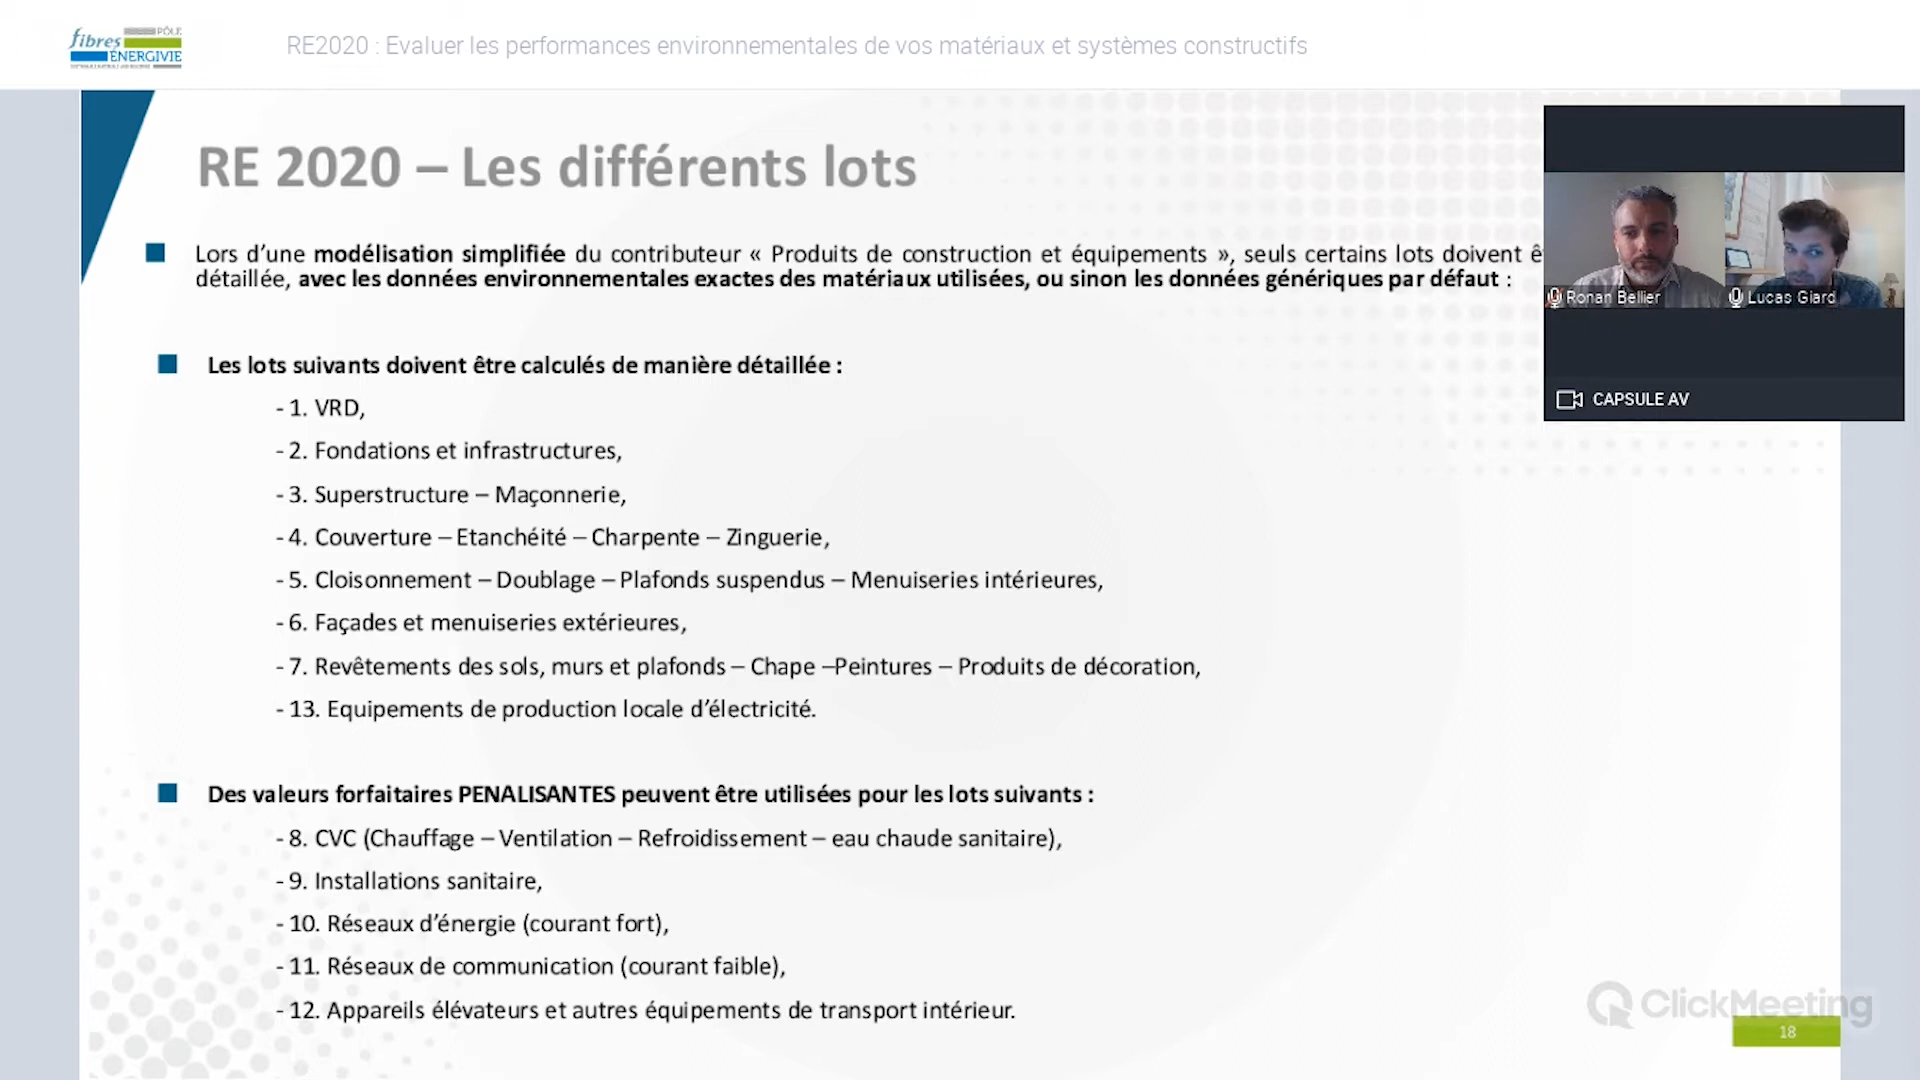 fibres
PÔLE
ÉNERGIVIE
RE2020 : Evaluer les performances environnementales de vos matériaux et systèmes constructifs
RE 2020 – Les différents lots
Lors d’une modélisation simplifiée du contributeur « Produits de construction et équipements », seuls certains lots doivent ê
détaillée, avec les données environnementales exactes des matériaux utilisées, ou sinon les données génériques par défaut :
Ronan Bellier
Lucas Giard
CAPSULE AV
Les lots suivants doivent être calculés de manière détaillée :
- 1. VRD,
- 2. Fondations et infrastructures,
- 3. Superstructure – Maçonnerie,
- 4. Couverture – Etanchéité – Charpente – Zinguerie,
- 5. Cloisonnement – Doublage – Plafonds suspendus – Menuiseries intérieures,
- 6. Façades et menuiseries extérieures,
- 7. Revêtements des sols, murs et plafonds – Chape –Peintures – Produits de décoration,
- 13. Equipements de production locale d’électricité.
Des valeurs forfaitaires PENALISANTES peuvent être utilisées pour les lots suivants :
- 8. CVC (Chauffage – Ventilation – Refroidissement – eau chaude sanitaire),
- 9. Installations sanitaire,
- 10. Réseaux d’énergie (courant fort),
- 11. Réseaux de communication (courant faible),
- 12. Appareils élévateurs et autres équipements de transport intérieur.
ClickMeeting
18